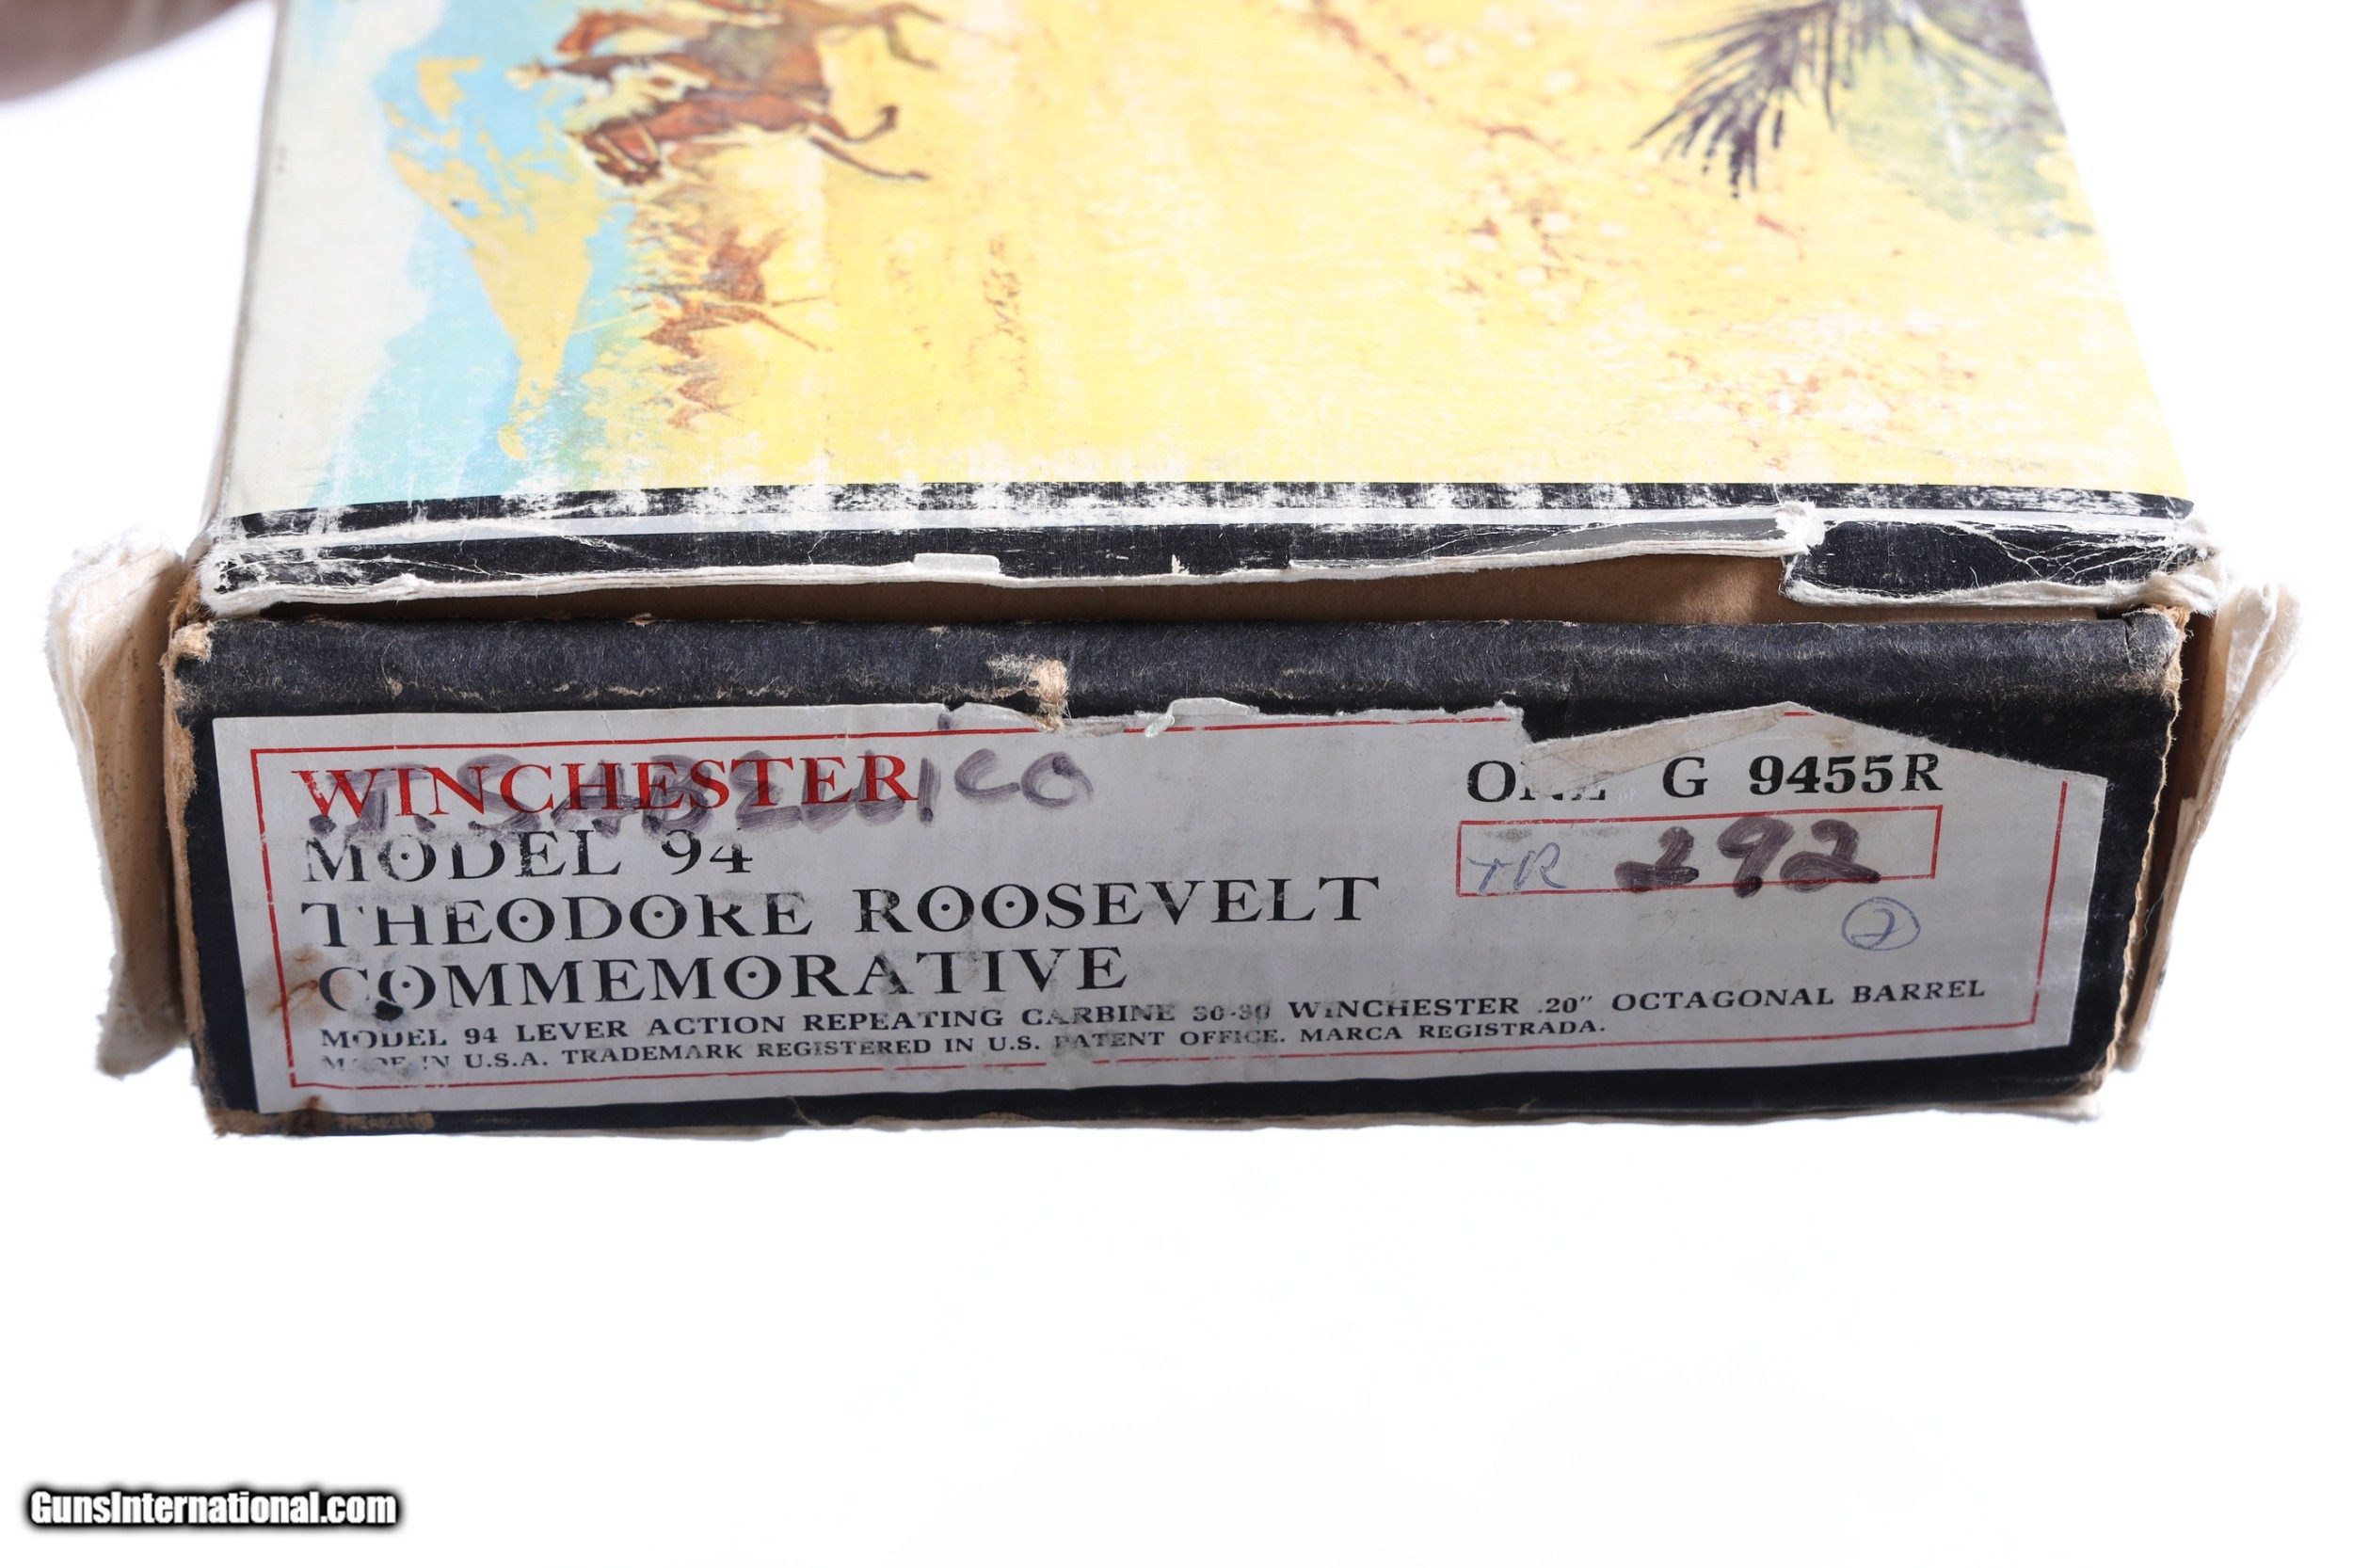 WINCHESTER
MODEL 94
THEODORE ROOSEVELT
COMMEMORATIVE
MODEL 94 LEVER ACTION REPEATING CARBINE 30-30 WINCHESTER .20" OCTAGONAL BARREL
MADE IN U.S.A. TRADEMARK REGISTERED IN U.S. PATENT OFFICE. MARCA REGISTRADA.
ONE G 9455R
TR 292
2
GunsInternational.com